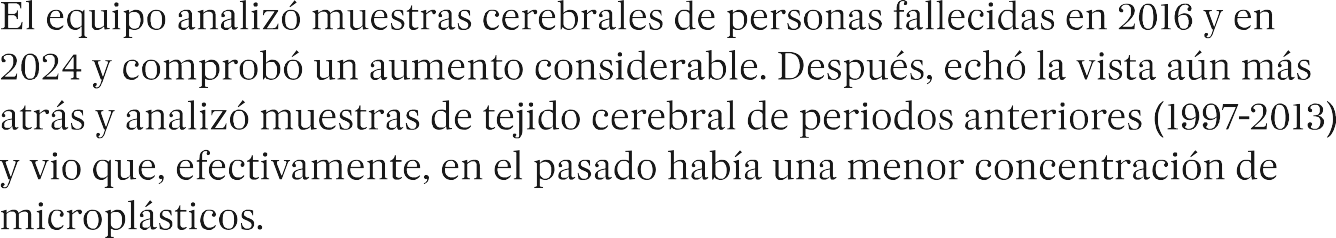 El equipo analizó muestras cerebrales de personas fallecidas en 2016 y en
2024 y comprobó un aumento considerable. Después, echó la vista aún más
atrás y analizó muestras de tejido cerebral de periodos anteriores (1997-2013)
y vio que, efectivamente, en el pasado había una menor concentración de
microplásticos.